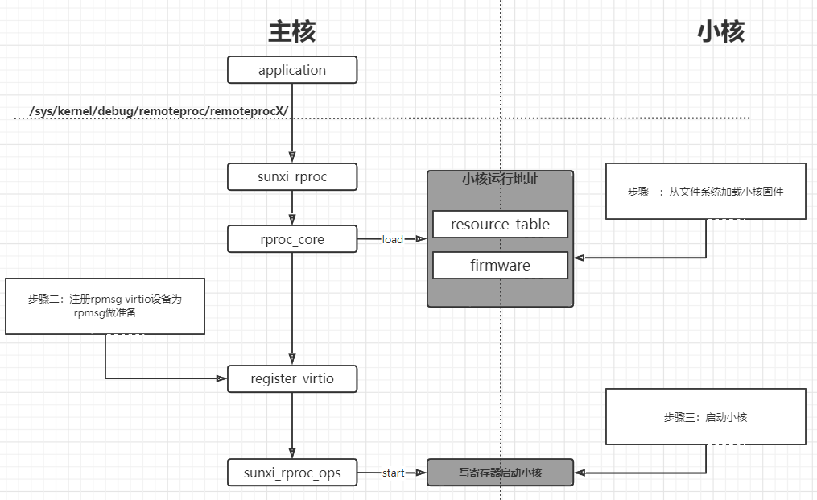 主核
小核
application
/sys/kernel/debug/remoteproc/remoteprocX/
sunxi_rproc
小核运行地址
步骤一：从文件系统加载小核固件
resource_table
rproc_core
load
firmware
步骤二：注册rpmsg virtio设备为
rpmsg做准备
register_virtio
步骤三：启动小核
sunxi_rproc_ops
start
写寄存器启动小核